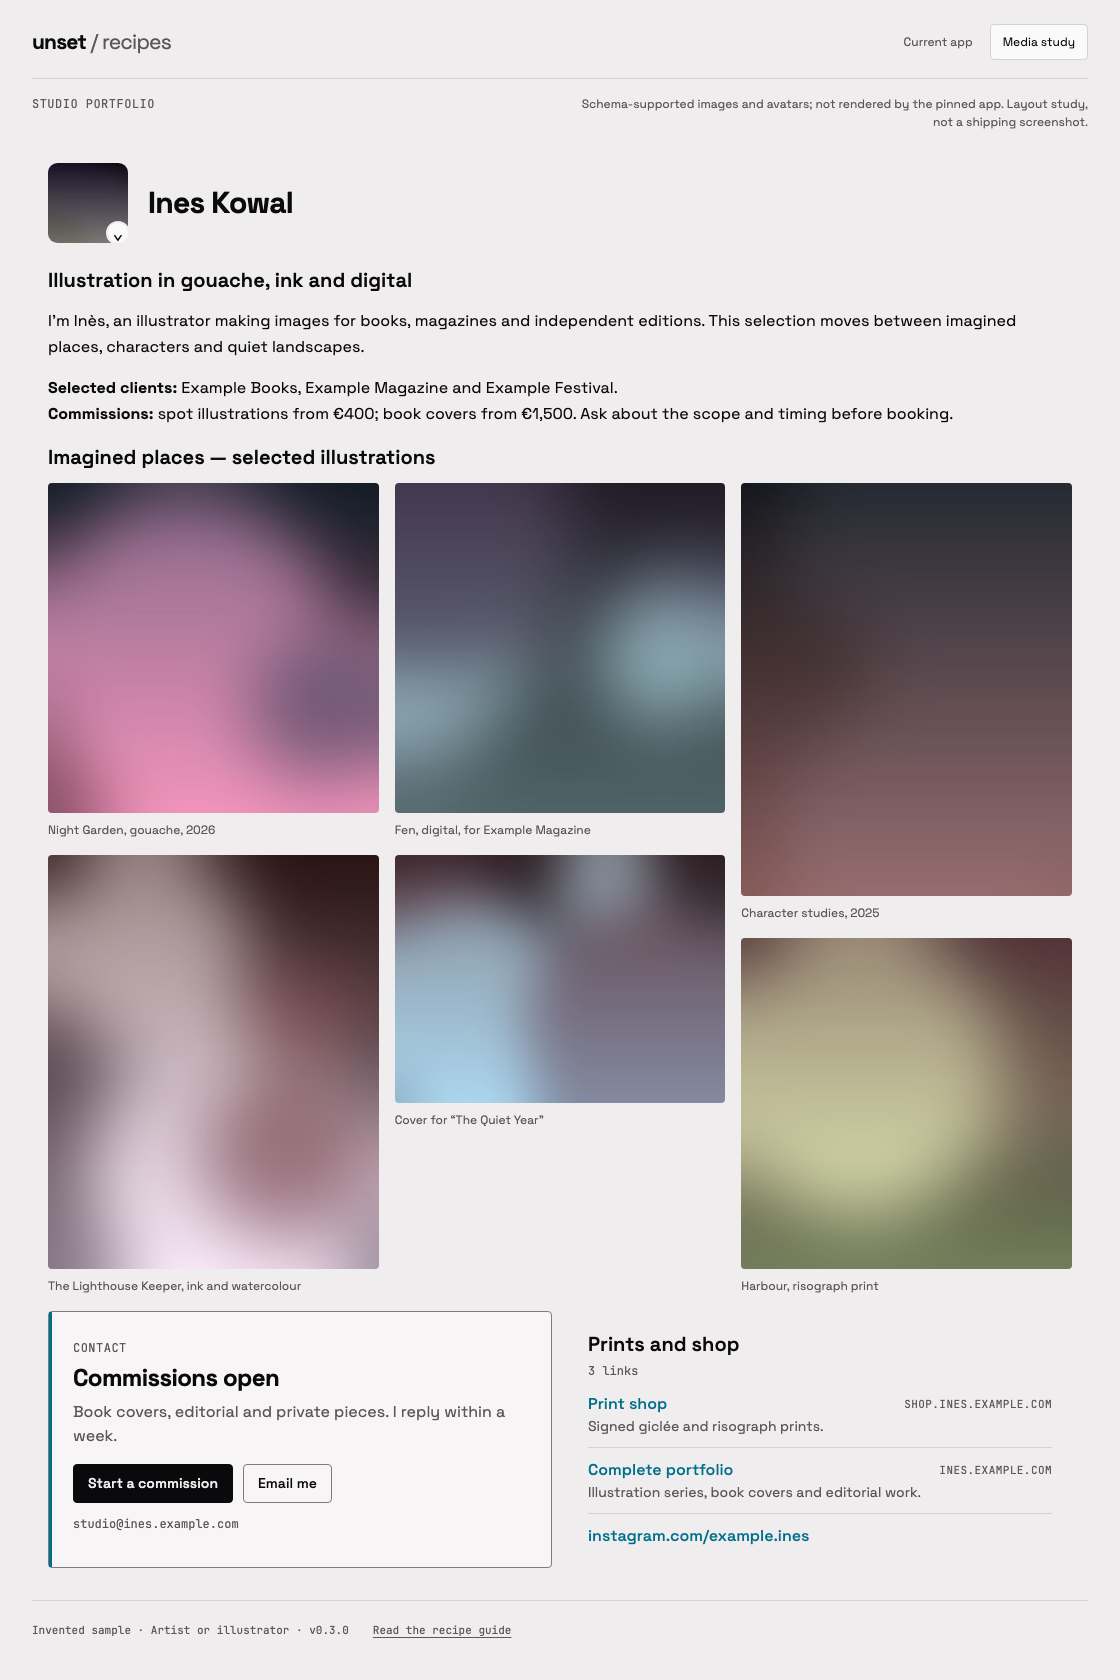 unset / recipes
Current app
Media study
STUDIO PORTFOLIO
Schema-supported images and avatars; not rendered by the pinned app. Layout study,
not a shipping screenshot.
Ines Kowal
Illustration in gouache, ink and digital
I'm Inès, an illustrator making images for books, magazines and independent editions. This selection moves between imagined
places, characters and quiet landscapes.
Selected clients: Example Books, Example Magazine and Example Festival.
Commissions: spot illustrations from €400; book covers from €1,500. Ask about the scope and timing before booking.
Imagined places — selected illustrations
Night Garden, gouache, 2026
Fen, digital, for Example Magazine
Character studies, 2025
Cover for “The Quiet Year”
The Lighthouse Keeper, ink and watercolour
Harbour, risograph print
CONTACT
Commissions open
Book covers, editorial and private pieces. I reply within a
week.
Start a commission
Email me
studio@ines.example.com
Prints and shop
3 links
Print shop
SHOP.INES.EXAMPLE.COM
Signed giclée and risograph prints.
Complete portfolio
INES.EXAMPLE.COM
Illustration series, book covers and editorial work.
instagram.com/example.ines
Invented sample · Artist or illustrator · v0.3.0
Read the recipe guide